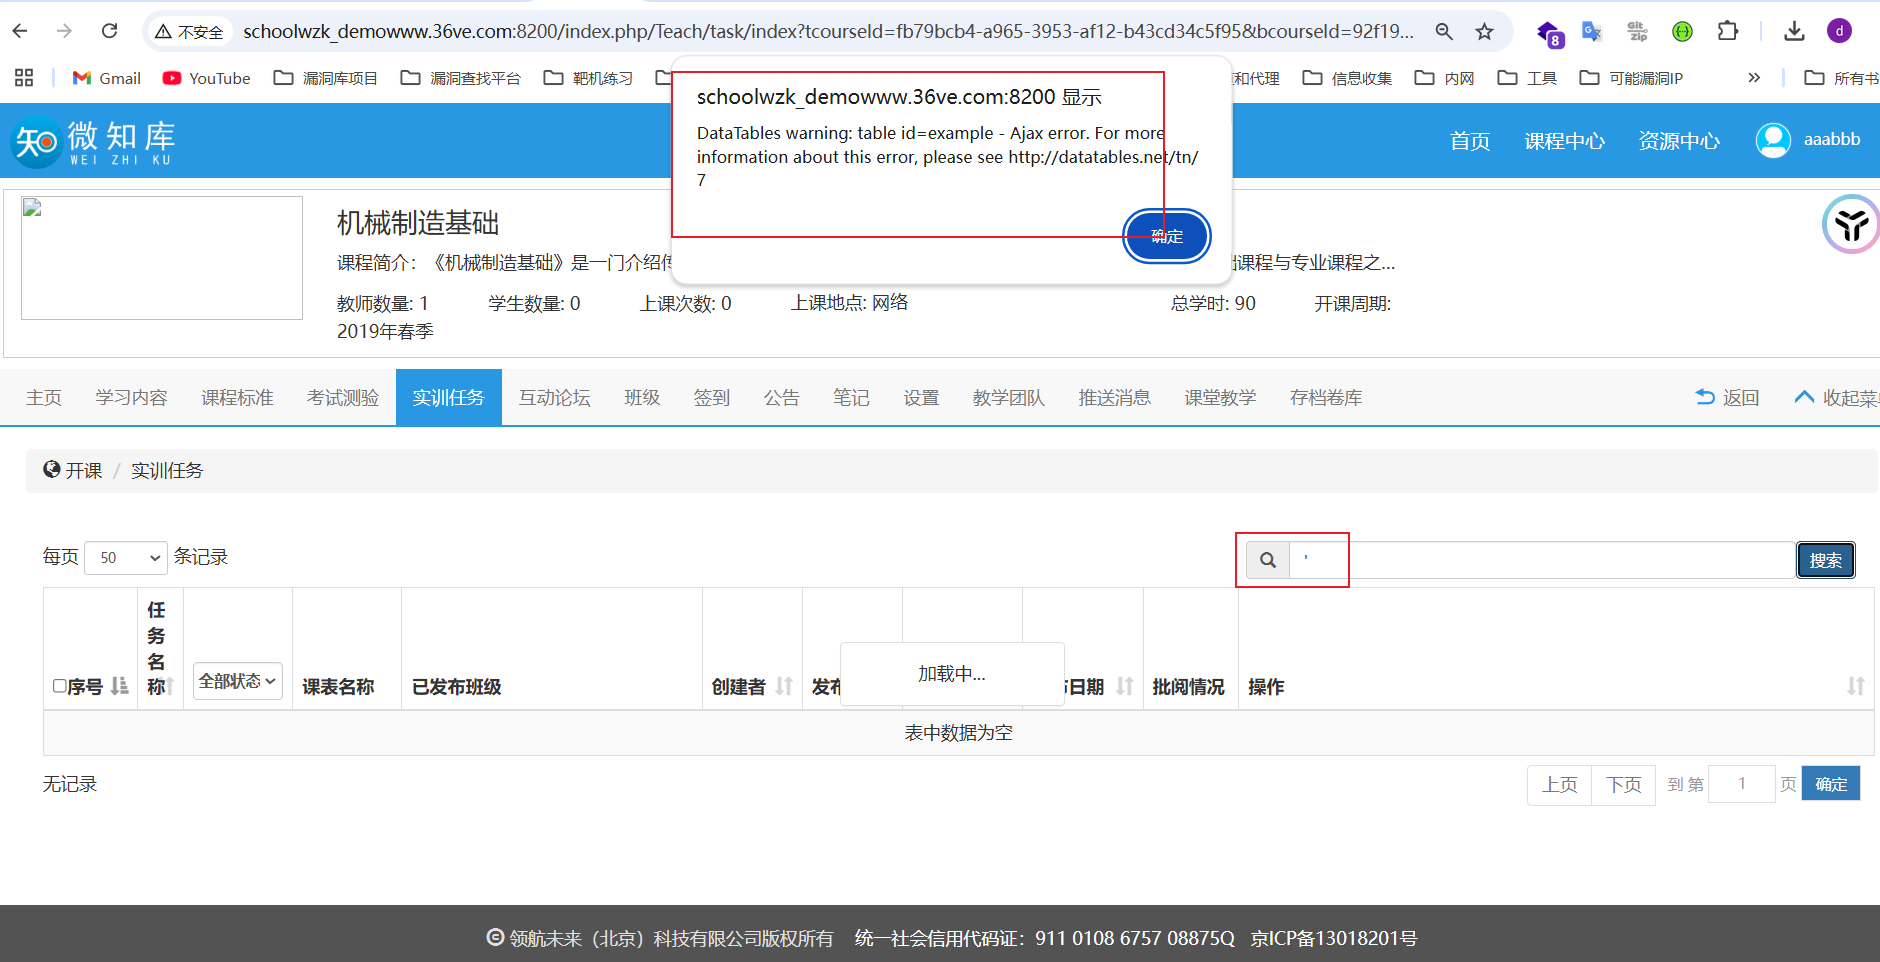 不安全 schoolwzk_demowww.36ve.com:8200/index.php/Teach/task/index?tcourseId=fb79bcb4-a965-3953-af12-b43cd34c5f95&bcourseId=92f19... 8 d
Gmail YouTube 漏洞库项目 漏洞查找平台 靶机练习 和代理 信息收集 内网 工具 可能漏洞IP 所有书
schoolwzk_demowww.36ve.com:8200 显示
DataTables warning: table id=example - Ajax error. For more
information about this error, please see http://datatables.net/tn/
7
确定
知 微知库
WEI ZHI KU
首页 课程中心 资源中心 aaabbb
机械制造基础
课程简介：《机械制造基础》是一门介绍传 课程与专业课程之...
教师数量: 1 学生数量: 0 上课次数: 0 上课地点: 网络 总学时: 90 开课周期:
2019年春季
主页 学习内容 课程标准 考试测验 实训任务 互动论坛 班级 签到 公告 笔记 设置 教学团队 推送消息 课堂教学 存档卷库 返回 收起菜单
开课 / 实训任务
每页 50 条记录 ' 搜索
序号 任务名称 全部状态 课表名称 已发布班级 创建者 发布 日期 批阅情况 操作
加载中...
表中数据为空
无记录 上页 下页 到 第 1 页 确定
© 领航未来（北京）科技有限公司版权所有 统一社会信用代码证：911 0108 6757 08875Q 京ICP备13018201号